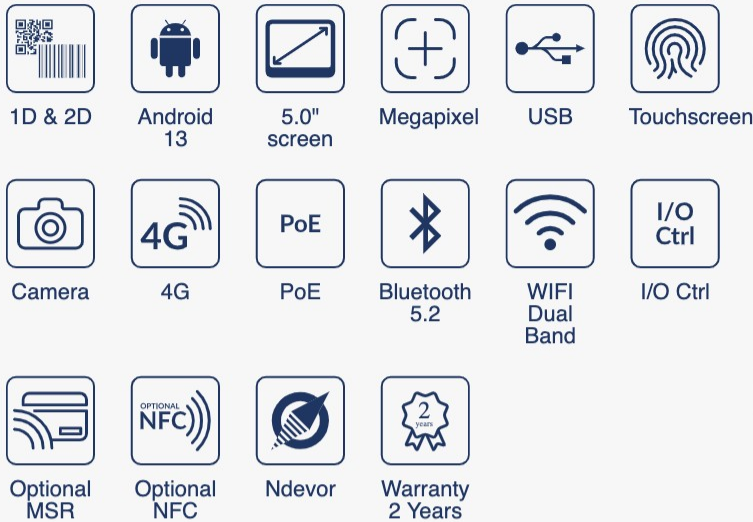 1D & 2D
Android
13
5.0"
screen
Megapixel
USB
Touchscreen
4G
PoE
I/O
Ctrl
Camera
4G
PoE
Bluetooth
5.2
WIFI
Dual
Band
I/O Ctrl
OPTIONAL
NFC
2
years
Optional
MSR
Optional
NFC
Ndevor
Warranty
2 Years